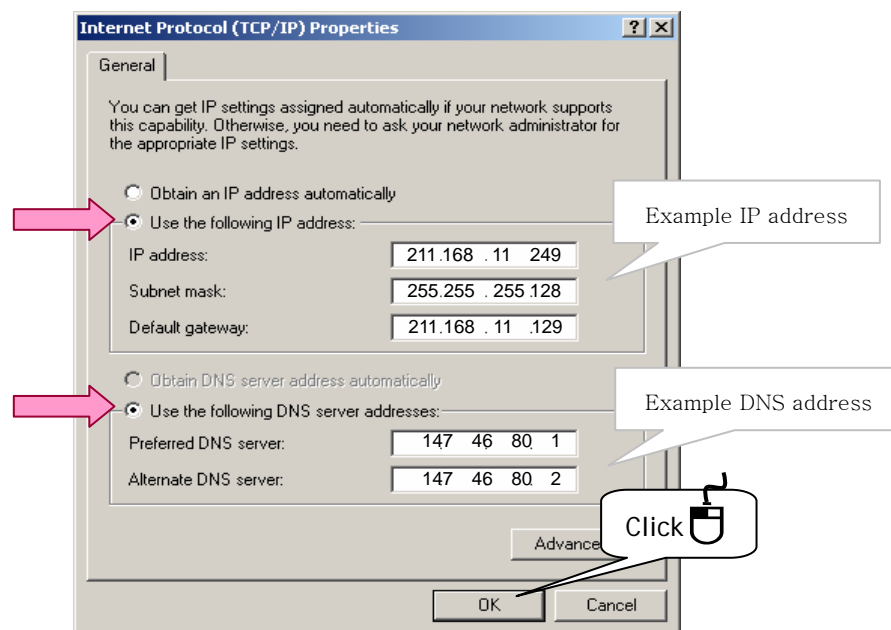 Internet Protocol (TCP/IP) Properties
General
You can get IP settings assigned automatically if your network supports
this capability. Otherwise, you need to ask your network administrator for
the appropriate IP settings.
Obtain an IP address automatically
Use the following IP address:
Example IP address
IP address: 211.168 . 11 249
Subnet mask: 255.255 . 255.128
Default gateway: 211.168 . 11 .129
Obtain DNS server address automatically
Use the following DNS server addresses:
Example DNS address
Preferred DNS server: 147 46 80 1
Alternate DNS server: 147 46 80 2
Click
Advance
OK Cancel